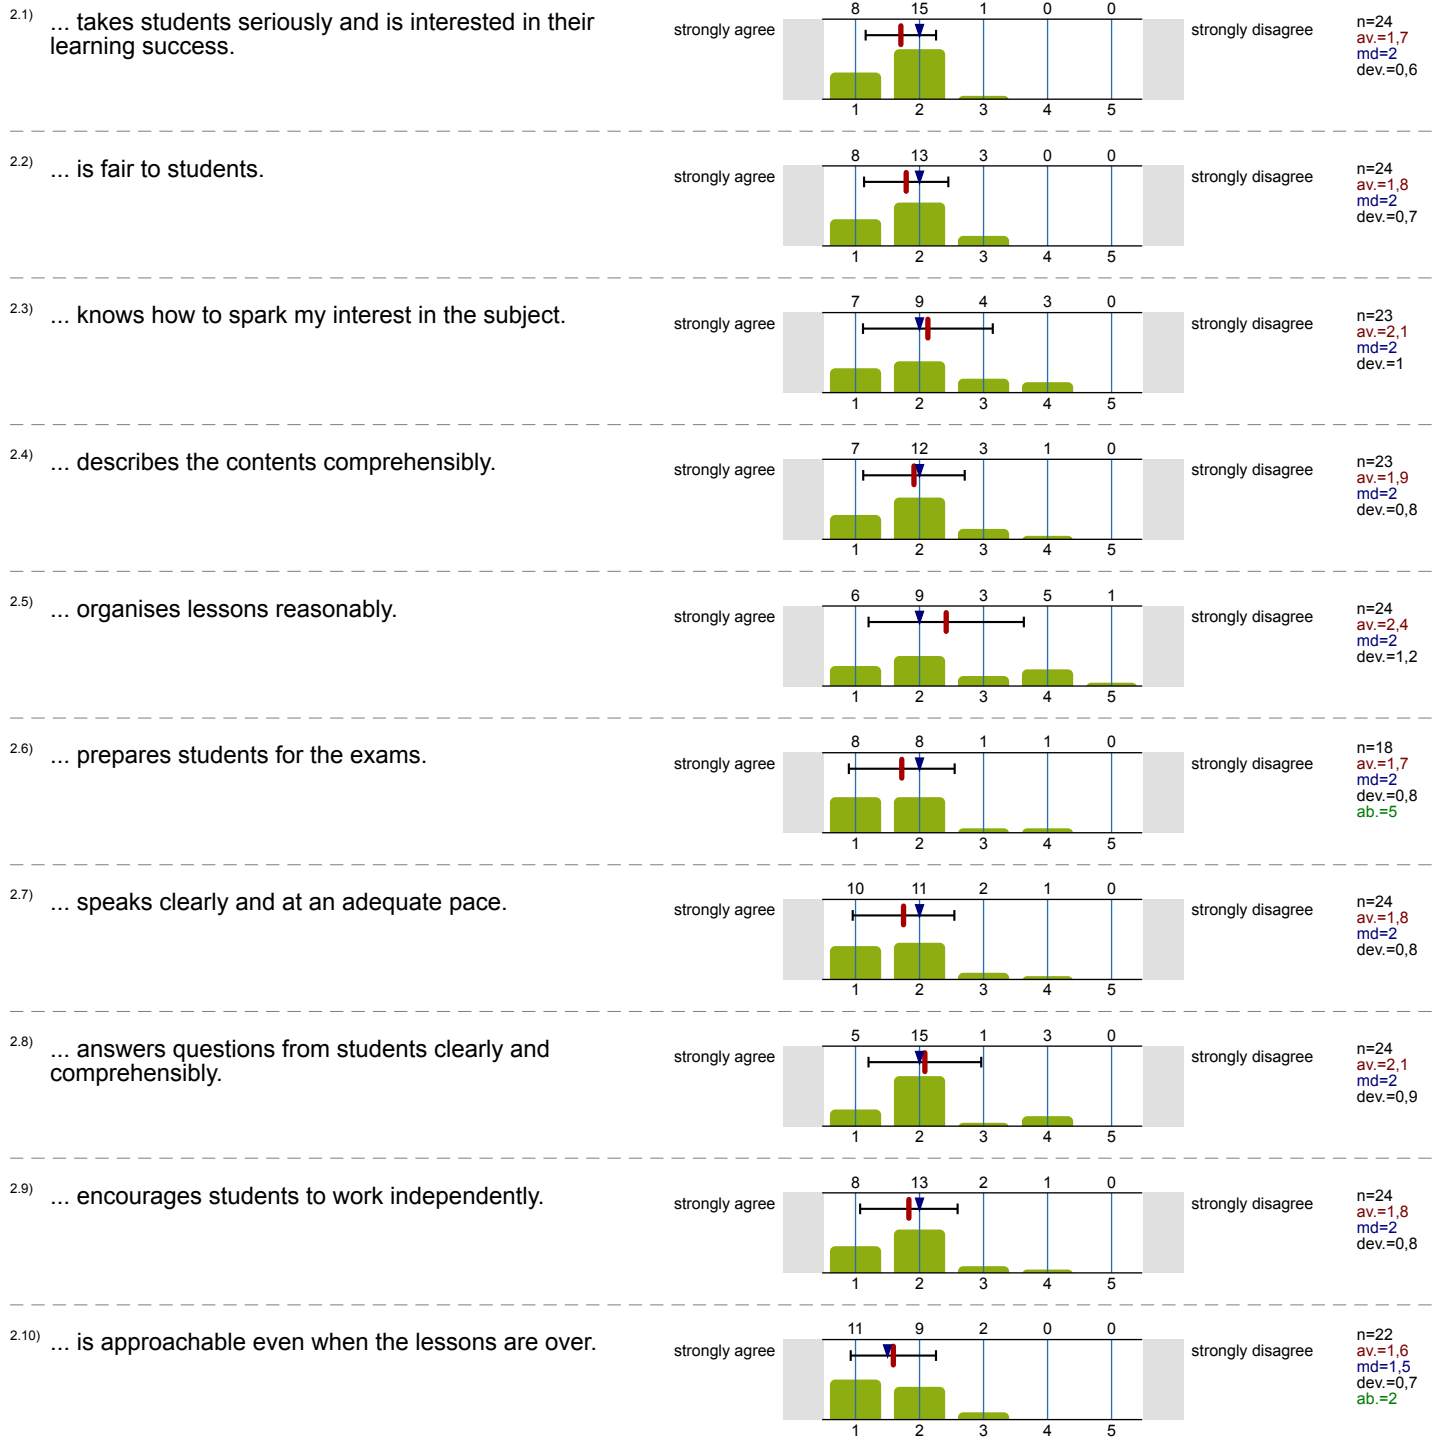 2.1) ... takes students seriously and is interested in their
learning success.
8 15 1 0 0
strongly agree strongly disagree
n=24
av.=1,7
md=2
dev.=0,6
1 2 3 4 5
2.2) ... is fair to students.
8 13 3 0 0
strongly agree strongly disagree
n=24
av.=1,8
md=2
dev.=0,7
1 2 3 4 5
2.3) ... knows how to spark my interest in the subject.
7 9 4 3 0
strongly agree strongly disagree
n=23
av.=2,1
md=2
dev.=1
1 2 3 4 5
2.4) ... describes the contents comprehensibly.
7 12 3 1 0
strongly agree strongly disagree
n=23
av.=1,9
md=2
dev.=0,8
1 2 3 4 5
2.5) ... organises lessons reasonably.
6 9 3 5 1
strongly agree strongly disagree
n=24
av.=2,4
md=2
dev.=1,2
1 2 3 4 5
2.6) ... prepares students for the exams.
8 8 1 1 0
strongly agree strongly disagree
n=18
av.=1,7
md=2
dev.=0,8
ab.=5
1 2 3 4 5
2.7) ... speaks clearly and at an adequate pace.
10 11 2 1 0
strongly agree strongly disagree
n=24
av.=1,8
md=2
dev.=0,8
1 2 3 4 5
2.8) ... answers questions from students clearly and
comprehensibly.
5 15 1 3 0
strongly agree strongly disagree
n=24
av.=2,1
md=2
dev.=0,9
1 2 3 4 5
2.9) ... encourages students to work independently.
8 13 2 1 0
strongly agree strongly disagree
n=24
av.=1,8
md=2
dev.=0,8
1 2 3 4 5
2.10) ... is approachable even when the lessons are over.
11 9 2 0 0
strongly agree strongly disagree
n=22
av.=1,6
md=1,5
dev.=0,7
ab.=2
1 2 3 4 5